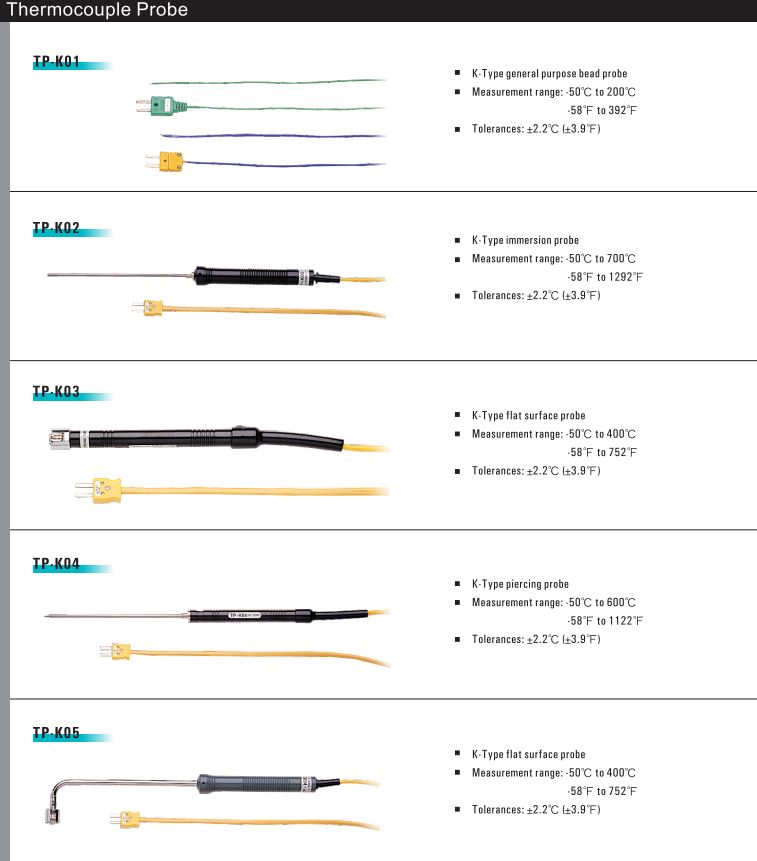 Thermocouple Probe
TP-K01
■ K-Type general purpose bead probe
■ Measurement range: -50℃ to 200℃
-58℉ to 392℉
■ Tolerances: ±2.2℃ (±3.9℉)
TP-K02
■ K-Type immersion probe
■ Measurement range: -50℃ to 700℃
-58℉ to 1292℉
■ Tolerances: ±2.2℃ (±3.9℉)
TP-K03
■ K-Type flat surface probe
■ Measurement range: -50℃ to 400℃
-58℉ to 752℉
■ Tolerances: ±2.2℃ (±3.9℉)
TP-K04
■ K-Type piercing probe
■ Measurement range: -50℃ to 600℃
-58℉ to 1122℉
TP-K04
■ Tolerances: ±2.2℃ (±3.9℉)
TP-K05
■ K-Type flat surface probe
■ Measurement range: -50℃ to 400℃
-58℉ to 752℉
■ Tolerances: ±2.2℃ (±3.9℉)